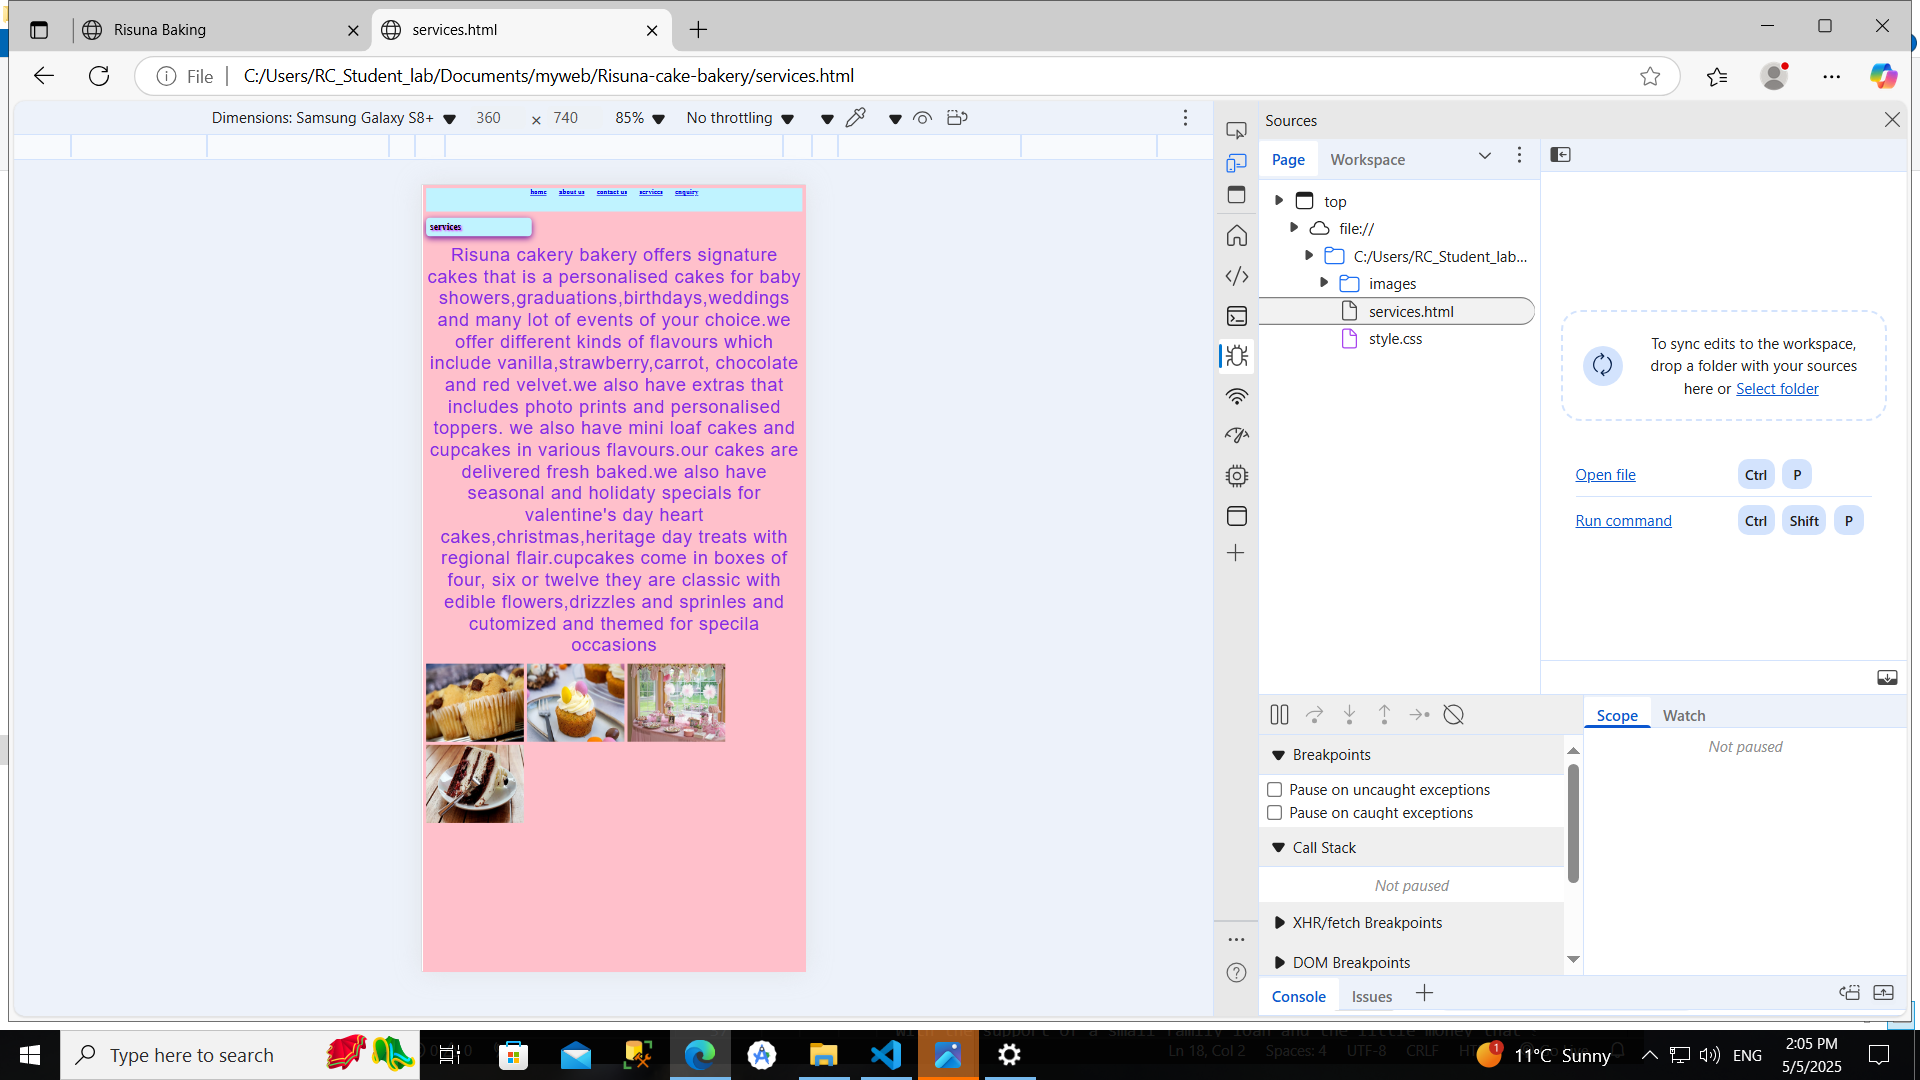 Risuna Baking
services.html
File
C:/Users/RC_Student_lab/Documents/myweb/Risuna-cake-bakery/services.html
Dimensions: Samsung Galaxy S8+ 360 × 740 85% No throttling
home about us contact us services enquiry
services
Risuna cakery bakery offers signature
cakes that is a personalised cakes for baby
showers,graduations,birthdays,weddings
and many lot of events of your choice.we
offer different kinds of flavours which
include vanilla,strawberry,carrot, chocolate
and red velvet.we also have extras that
includes photo prints and personalised
toppers. we also have mini loaf cakes and
cupcakes in various flavours.our cakes are
delivered fresh baked.we also have
seasonal and holidaty specials for
valentine's day heart
cakes,christmas,heritage day treats with
regional flair.cupcakes come in boxes of
four, six or twelve they are classic with
edible flowers,drizzles and sprinles and
cutomized and themed for specila
occasions
Sources
Page Workspace
top
file://
C:/Users/RC_Student_lab...
images
services.html
style.css
To sync edits to the workspace,
drop a folder with your sources
here or Select folder
Open file Ctrl P
Run command Ctrl Shift P
Scope Watch
Not paused
Breakpoints
Pause on uncaught exceptions
Pause on caught exceptions
Call Stack
Not paused
XHR/fetch Breakpoints
DOM Breakpoints
Console Issues
Ln 18, Col 2 Spaces: 4 UTF-8 CRLF
Type here to search
1
11°C Sunny
ENG
2:05 PM
5/5/2025